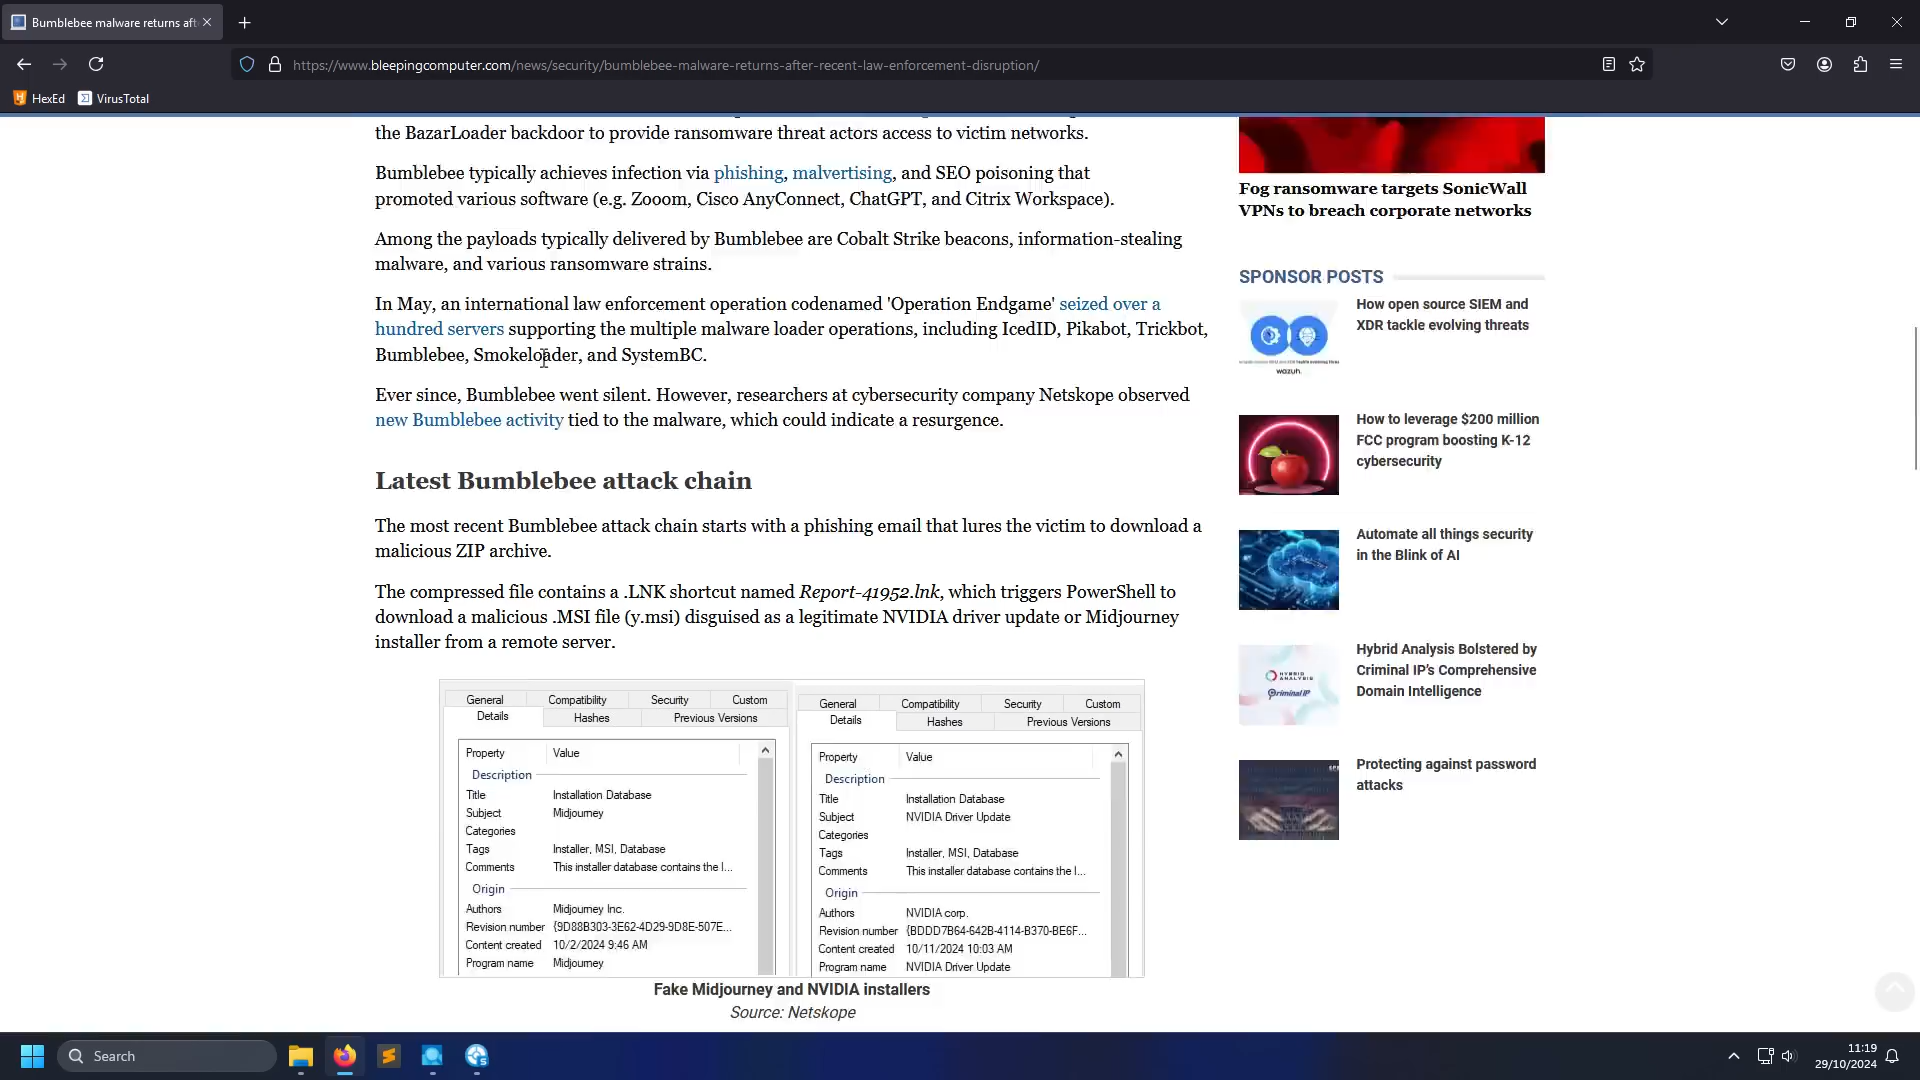 Bumblebee malware returns aft
https://www.bleepingcomputer.com/news/security/bumblebee-malware-returns-after-recent-law-enforcement-disruption/
HexEd VirusTotal
the BazarLoader backdoor to provide ransomware threat actors access to victim networks.
Bumblebee typically achieves infection via phishing, malvertising, and SEO poisoning that
promoted various software (e.g. Zooom, Cisco AnyConnect, ChatGPT, and Citrix Workspace).
Among the payloads typically delivered by Bumblebee are Cobalt Strike beacons, information-stealing
malware, and various ransomware strains.
In May, an international law enforcement operation codenamed 'Operation Endgame' seized over a
hundred servers supporting the multiple malware loader operations, including IcedID, Pikabot, Trickbot,
Bumblebee, Smokeloader, and SystemBC.
Ever since, Bumblebee went silent. However, researchers at cybersecurity company Netskope observed
new Bumblebee activity tied to the malware, which could indicate a resurgence.
Latest Bumblebee attack chain
The most recent Bumblebee attack chain starts with a phishing email that lures the victim to download a
malicious ZIP archive.
The compressed file contains a .LNK shortcut named Report-41952.lnk, which triggers PowerShell to
download a malicious .MSI file (y.msi) disguised as a legitimate NVIDIA driver update or Midjourney
installer from a remote server.
General Compatibility Security Custom
Details Hashes Previous Versions
Property Value
Description
Title Installation Database
Subject Midjourney
Categories
Tags Installer, MSI, Database
Comments This installer database contains the l...
Origin
Authors Midjourney Inc.
Revision number {9D88B303-3E62-4D29-9D8E-507E...
Content created 10/2/2024 9:46 AM
Program name Midjourney
General Compatibility Security Custom
Details Hashes Previous Versions
Property Value
Description
Title Installation Database
Subject NVIDIA Driver Update
Categories
Tags Installer, MSI, Database
Comments This installer database contains the l...
Origin
Authors NVIDIA corp.
Revision number {BDDD7B64-642B-4114-B370-BE6F...
Content created 10/11/2024 10:03 AM
Program name NVIDIA Driver Update
Fake Midjourney and NVIDIA installers
Source: Netskope
Fog ransomware targets SonicWall
VPNs to breach corporate networks
SPONSOR POSTS
wazuh.
How open source SIEM and
XDR tackle evolving threats
How to leverage $200 million
FCC program boosting K-12
cybersecurity
Automate all things security
in the Blink of AI
HYBRID
ANALYSIS
Criminal IP
Hybrid Analysis Bolstered by
Criminal IP’s Comprehensive
Domain Intelligence
Protecting against password
attacks
Search
11:19
29/10/2024